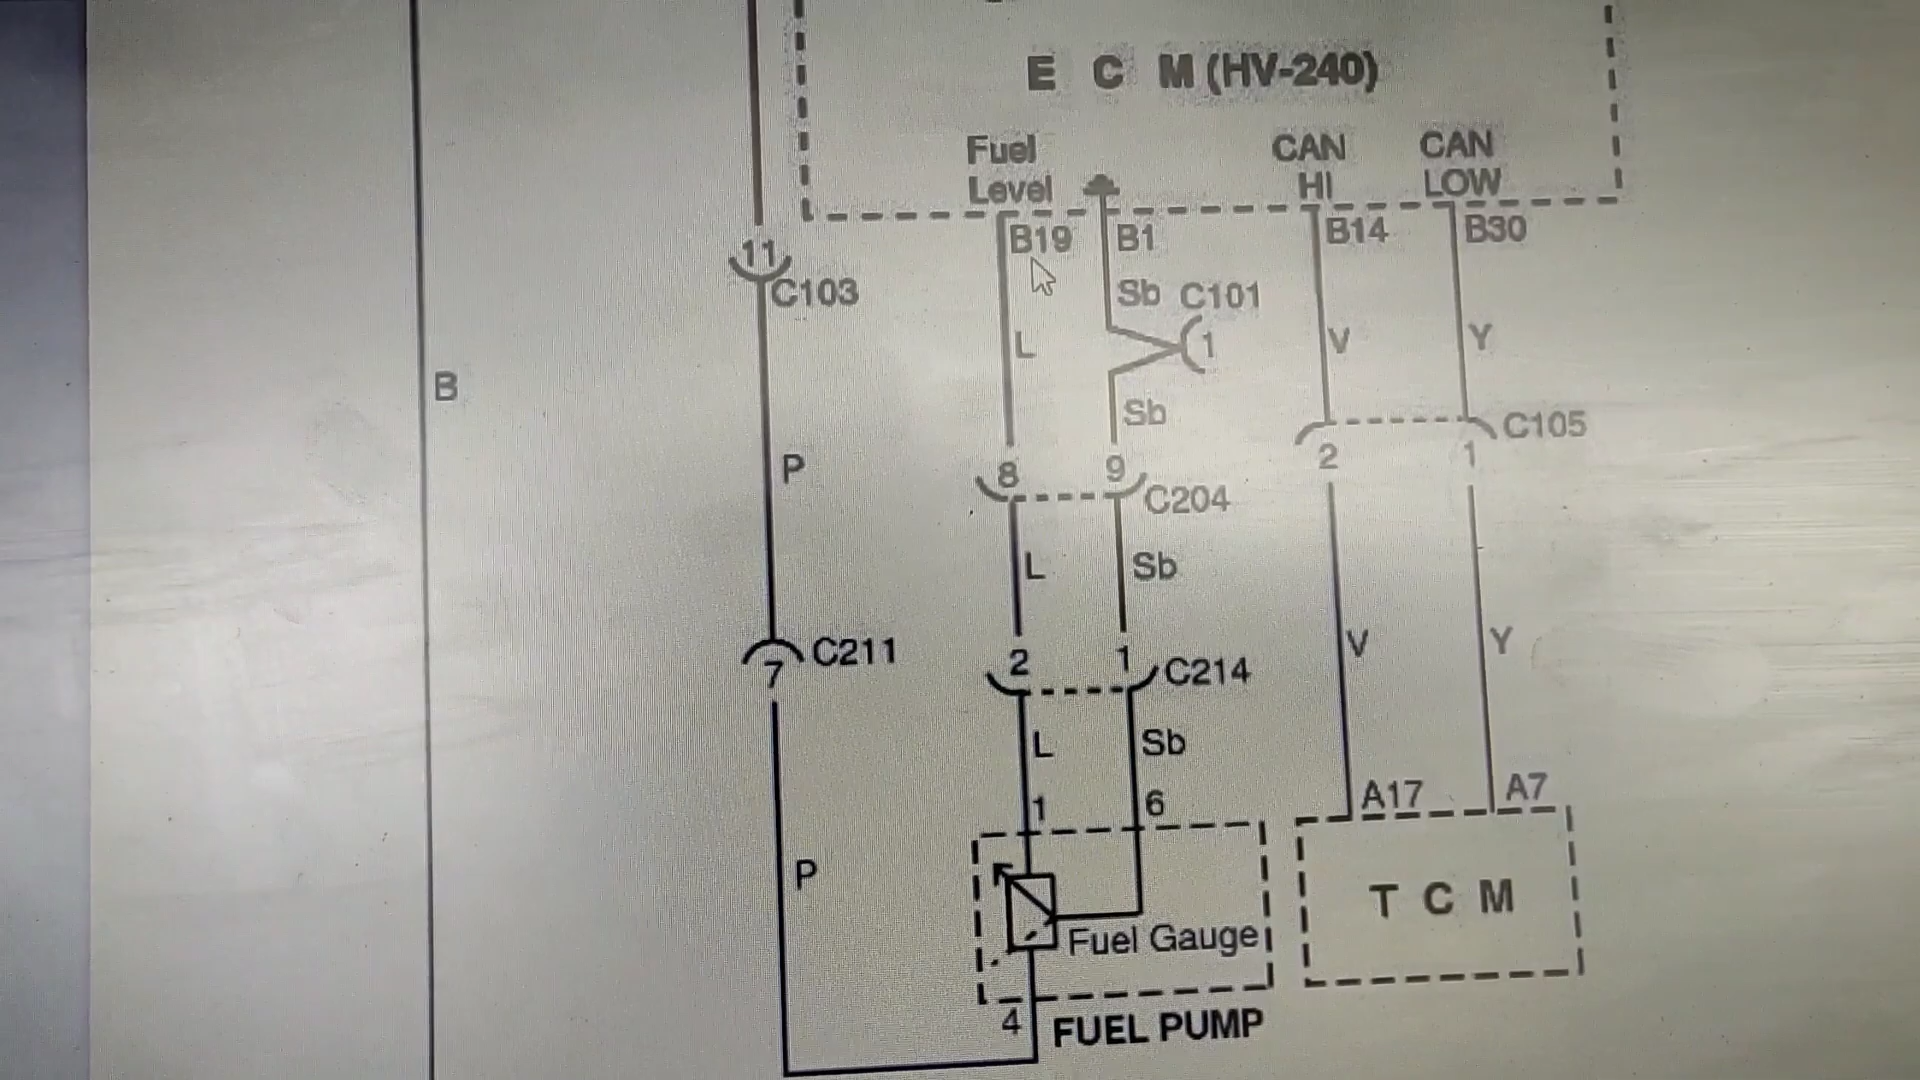 E C M (HV-240)
Fuel
Level
CAN
HI
CAN
LOW
B19
B1
B14
B30
11
C103
Sb
C101
1
L
V
Y
B
Sb
C105
2
1
P
8
9
C204
L
Sb
2
1
C214
V
Y
C211
7
L
Sb
1
6
A17
A7
P
T C M
Fuel Gauge
4
FUEL PUMP